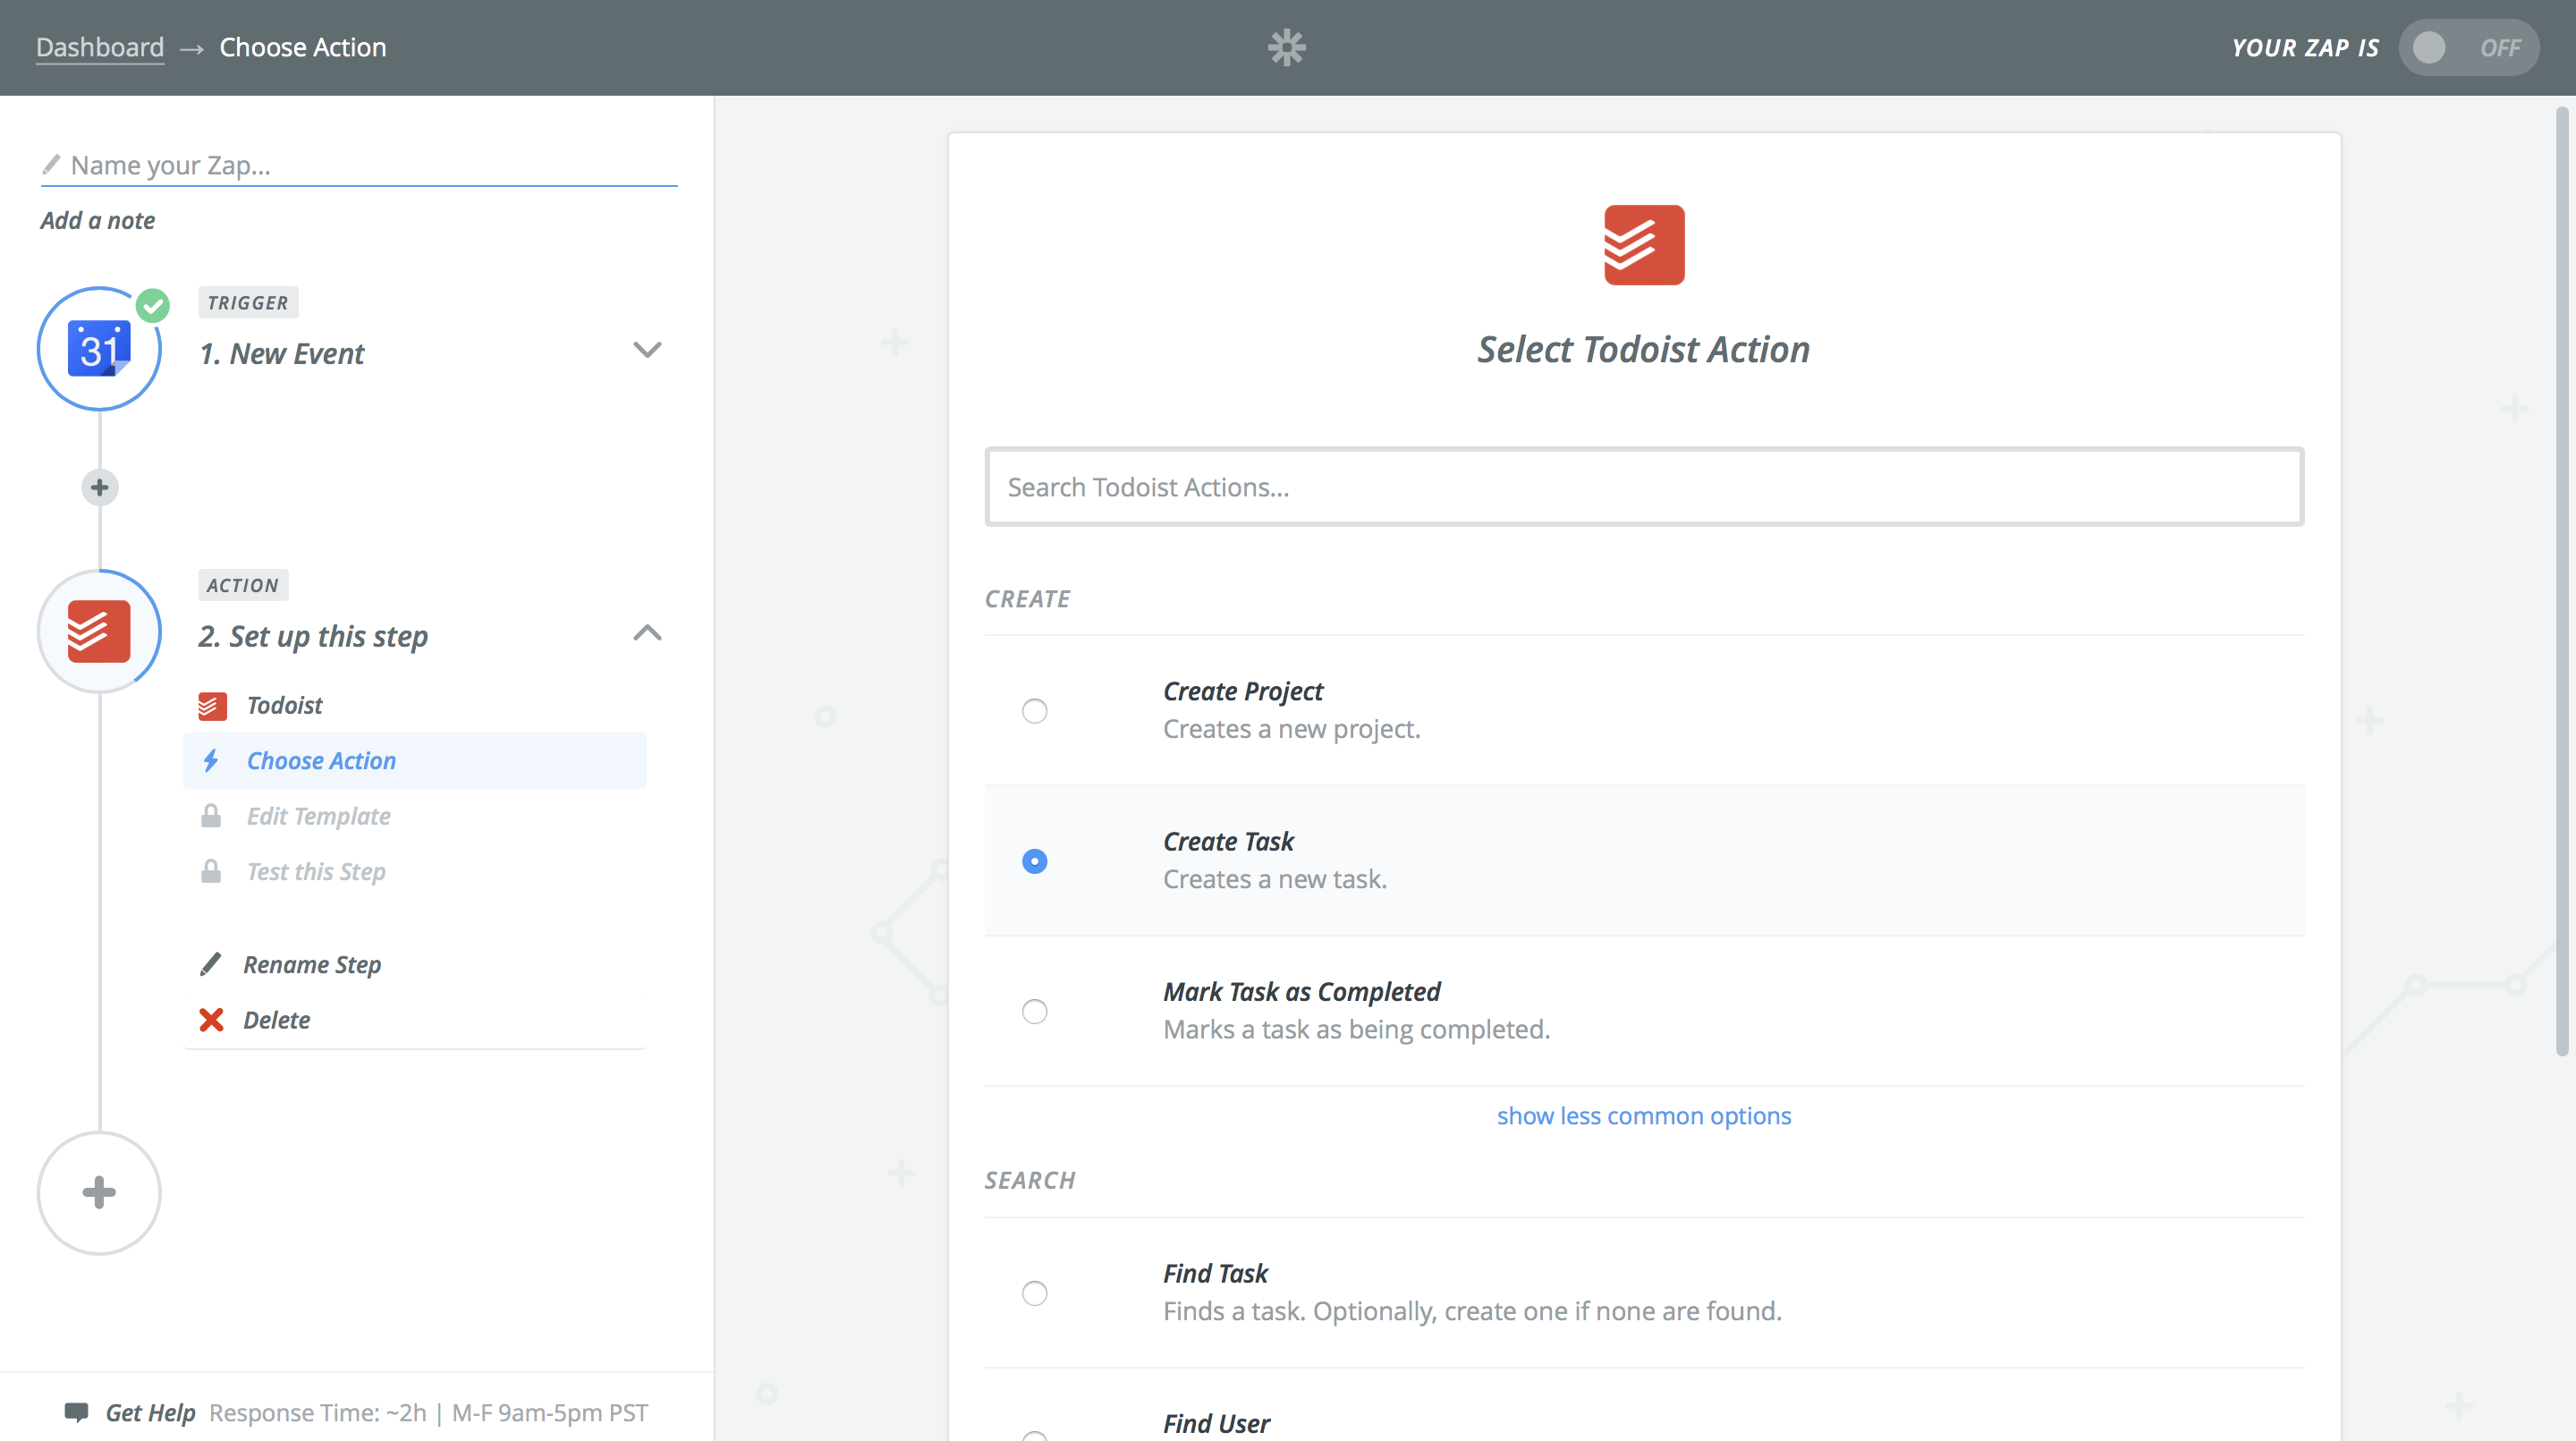 Dashboard → Choose Action
YOUR ZAP IS OFF
Name your Zap...
Add a note
TRIGGER
31
1. New Event
ACTION
2. Set up this step
Todoist
Choose Action
Edit Template
Test this Step
Rename Step
Delete
Get Help Response Time: ~2h | M-F 9am-5pm PST
Select Todoist Action
Search Todoist Actions...
CREATE
Create Project
Creates a new project.
Create Task
Creates a new task.
Mark Task as Completed
Marks a task as being completed.
show less common options
SEARCH
Find Task
Finds a task. Optionally, create one if none are found.
Find User